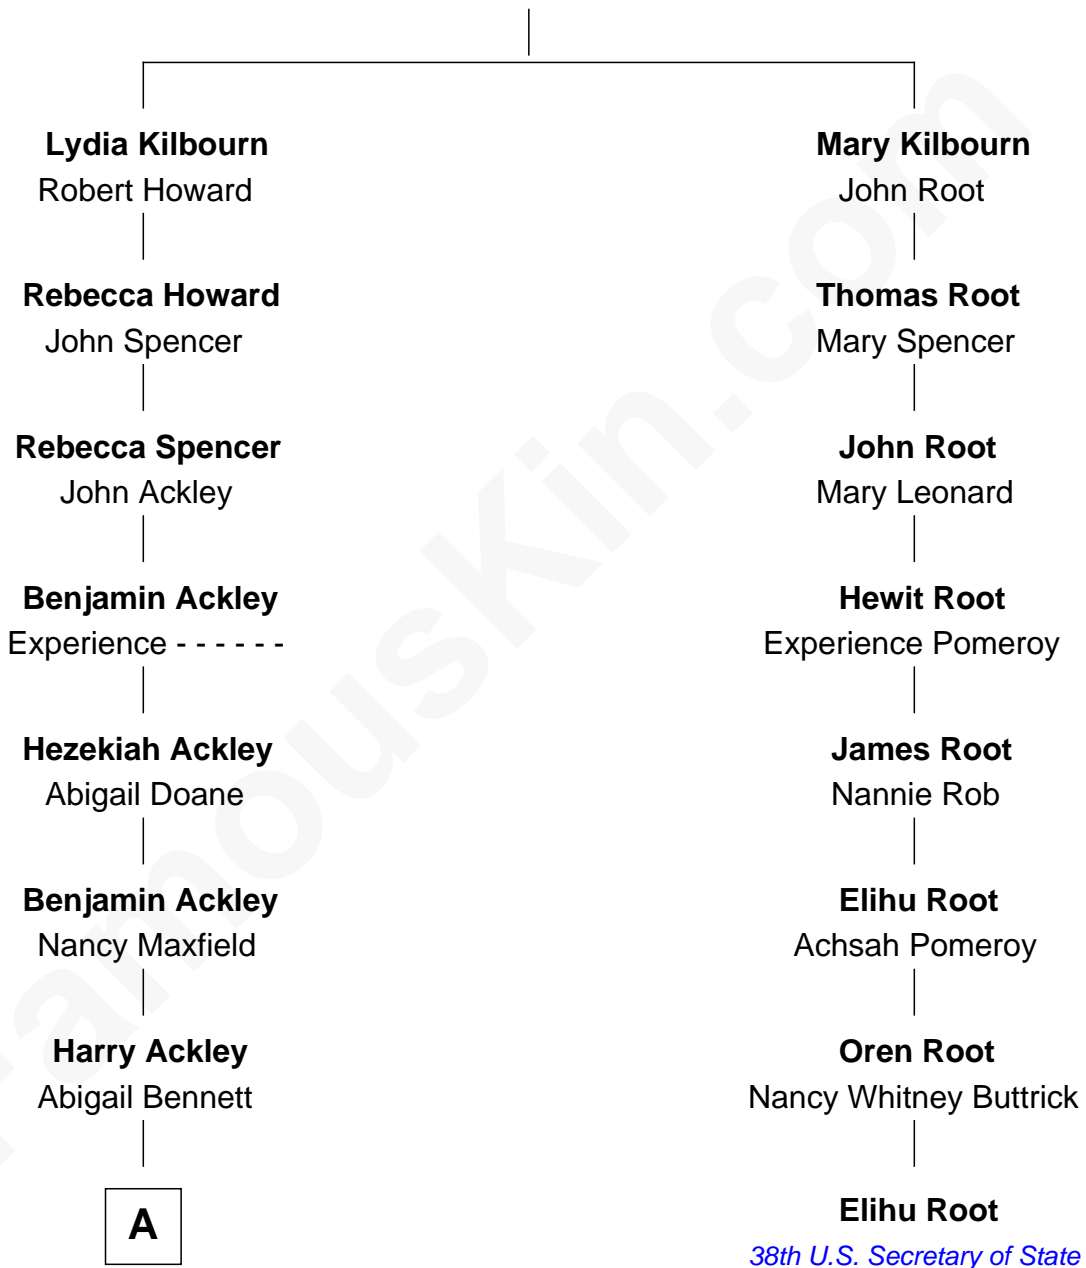 Lydia Kilbourn
Robert Howard
Rebecca Howard
John Spencer
Rebecca Spencer
John Ackley
Benjamin Ackley
Experience - - - - - -
Hezekiah Ackley
Abigail Doane
Benjamin Ackley
Nancy Maxfield
Harry Ackley
Abigail Bennett
A
Mary Kilbourn
John Root
Thomas Root
Mary Spencer
John Root
Mary Leonard
Hewit Root
Experience Pomeroy
James Root
Nannie Rob
Elihu Root
Achsah Pomeroy
Oren Root
Nancy Whitney Buttrick
Elihu Root
38th U.S. Secretary of State
FamousKin.com